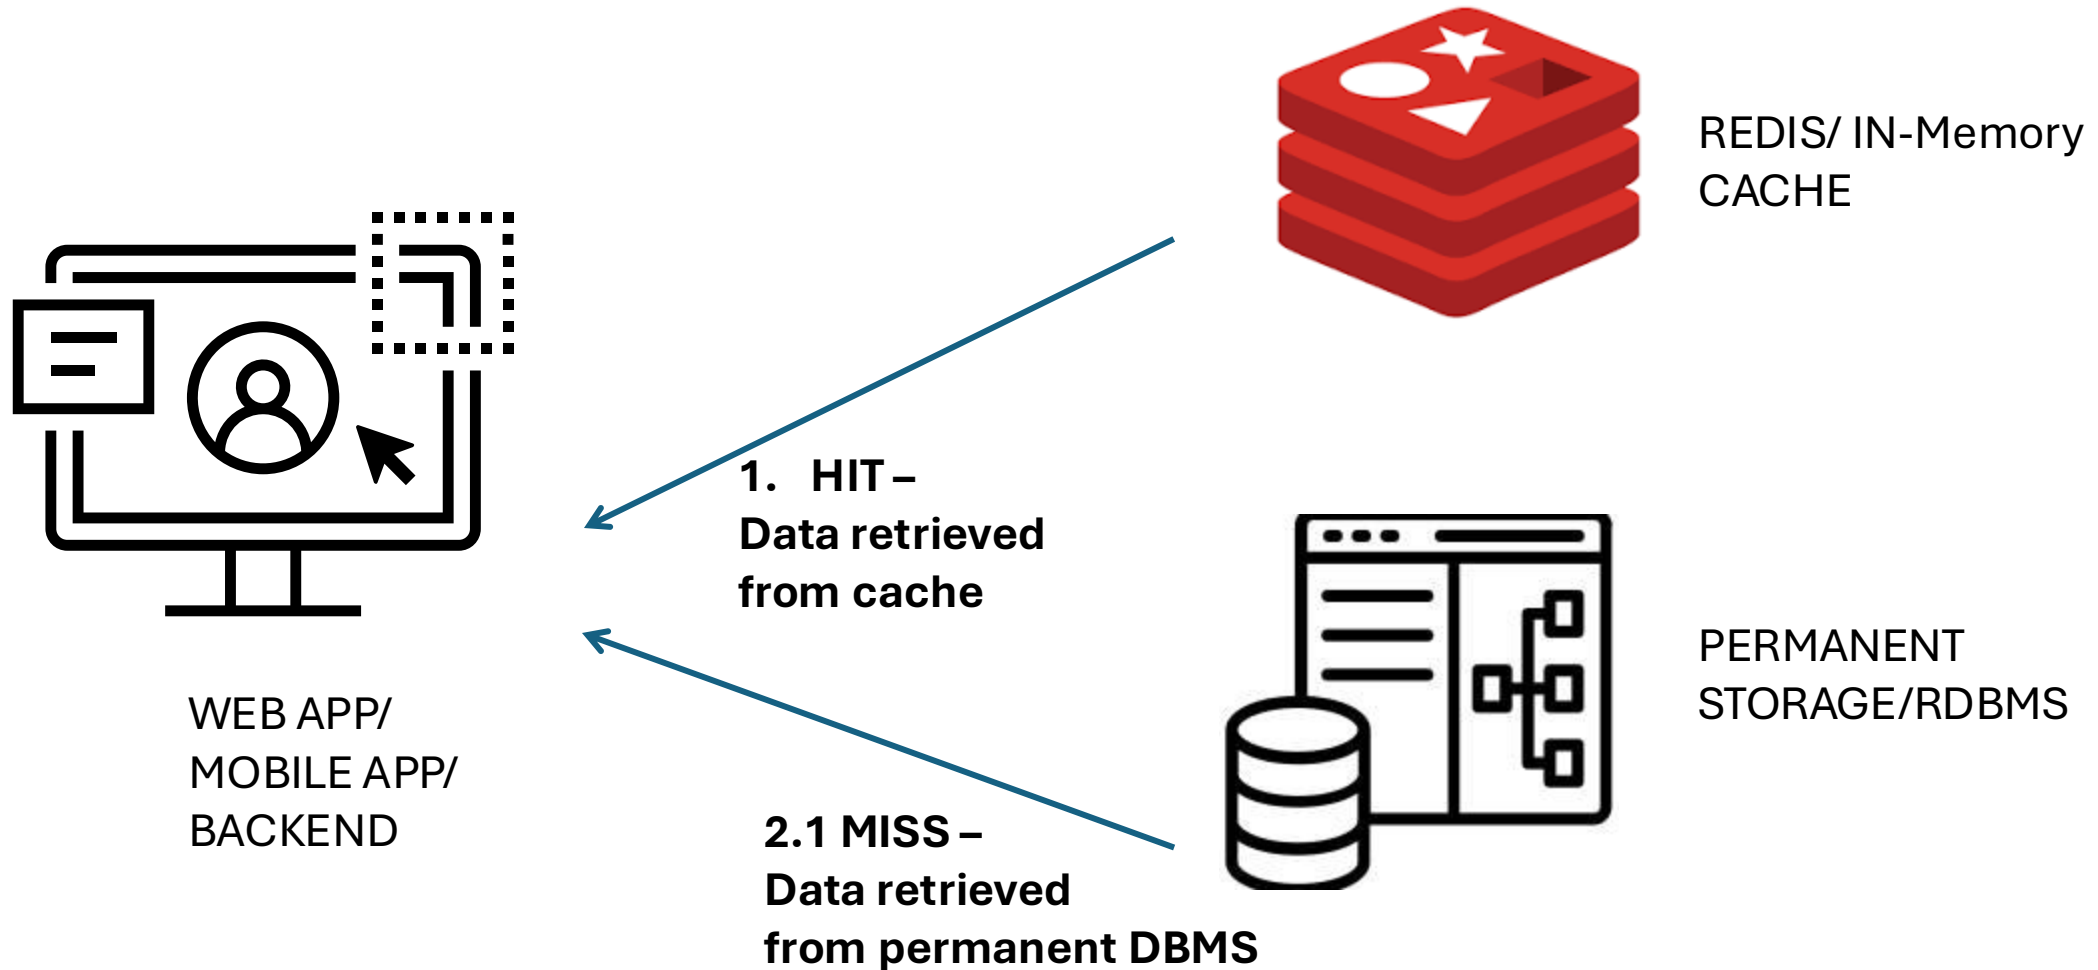 REDIS/ IN-Memory
CACHE
1. HIT –
Data retrieved
from cache
PERMANENT
STORAGE/RDBMS
WEB APP/
MOBILE APP/
BACKEND
2.1 MISS –
Data retrieved
from permanent DBMS